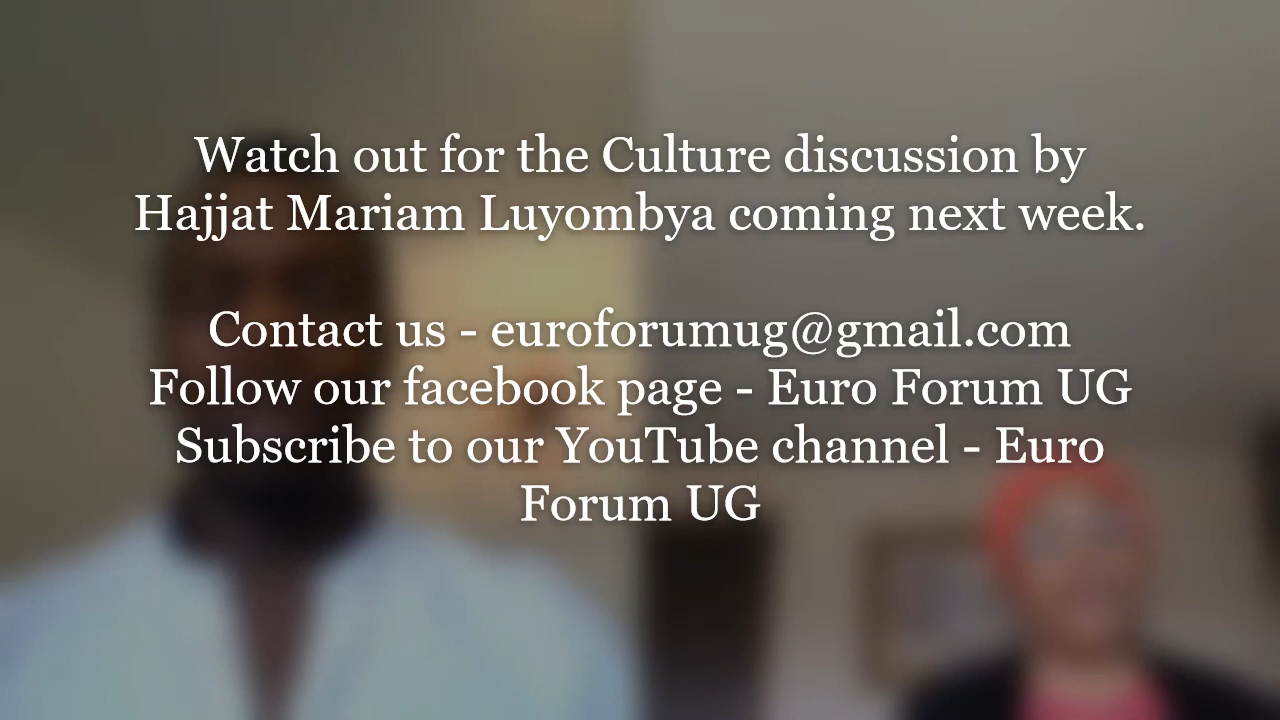 Watch out for the Culture discussion by
Hajjat Mariam Luyombya coming next week.
Contact us - euroforumug@gmail.com
Follow our facebook page - Euro Forum UG
Subscribe to our YouTube channel - Euro
Forum UG